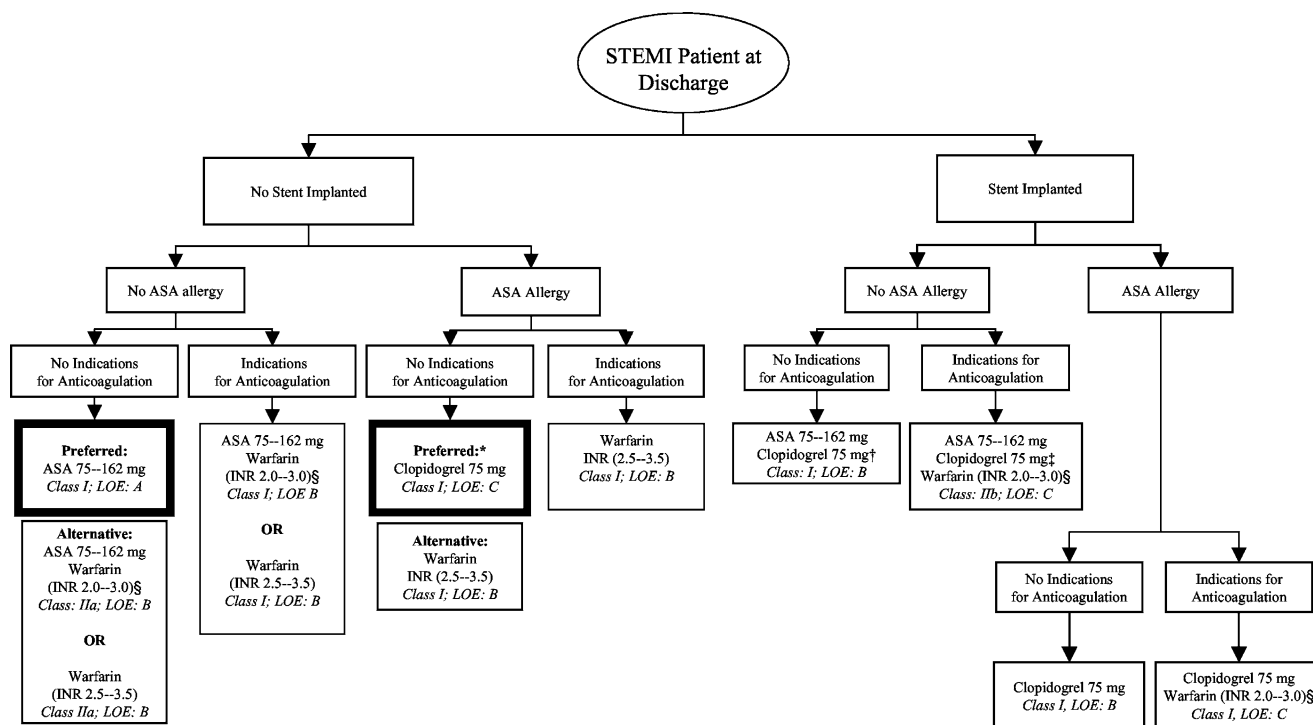 STEMI Patient at
Discharge
No Stent Implanted
Stent Implanted
No ASA allergy
ASA Allergy
No ASA Allergy
ASA Allergy
No Indications
for Anticoagulation
Indications for
Anticoagulation
No Indications
for Anticoagulation
Indications for
Anticoagulation
No Indications
for Anticoagulation
Indications for
Anticoagulation
Preferred:
ASA 75--162 mg
Class I; LOE: A
Alternative:
ASA 75--162 mg
Warfarin
(INR 2.0--3.0)§
Class: IIa; LOE: B
OR
Warfarin
(INR 2.5--3.5)
Class IIa; LOE: B
ASA 75--162 mg
Warfarin
(INR 2.0--3.0)§
Class I; LOE B
OR
Warfarin
(INR 2.5--3.5)
Class I; LOE: B
Preferred:*
Clopidogrel 75 mg
Class I; LOE: C
Alternative:
Warfarin
INR (2.5--3.5)
Class I; LOE: B
Warfarin
INR (2.5--3.5)
Class I; LOE: B
ASA 75--162 mg
Clopidogrel 75 mg†
Class: I; LOE: B
ASA 75--162 mg
Clopidogrel 75 mg‡
Warfarin (INR 2.0--3.0)§
Class: IIb; LOE: C
No Indications
for Anticoagulation
Indications for
Anticoagulation
Clopidogrel 75 mg
Class I, LOE: B
Clopidogrel 75 mg
Warfarin (INR 2.0--3.0)§
Class I, LOE: C